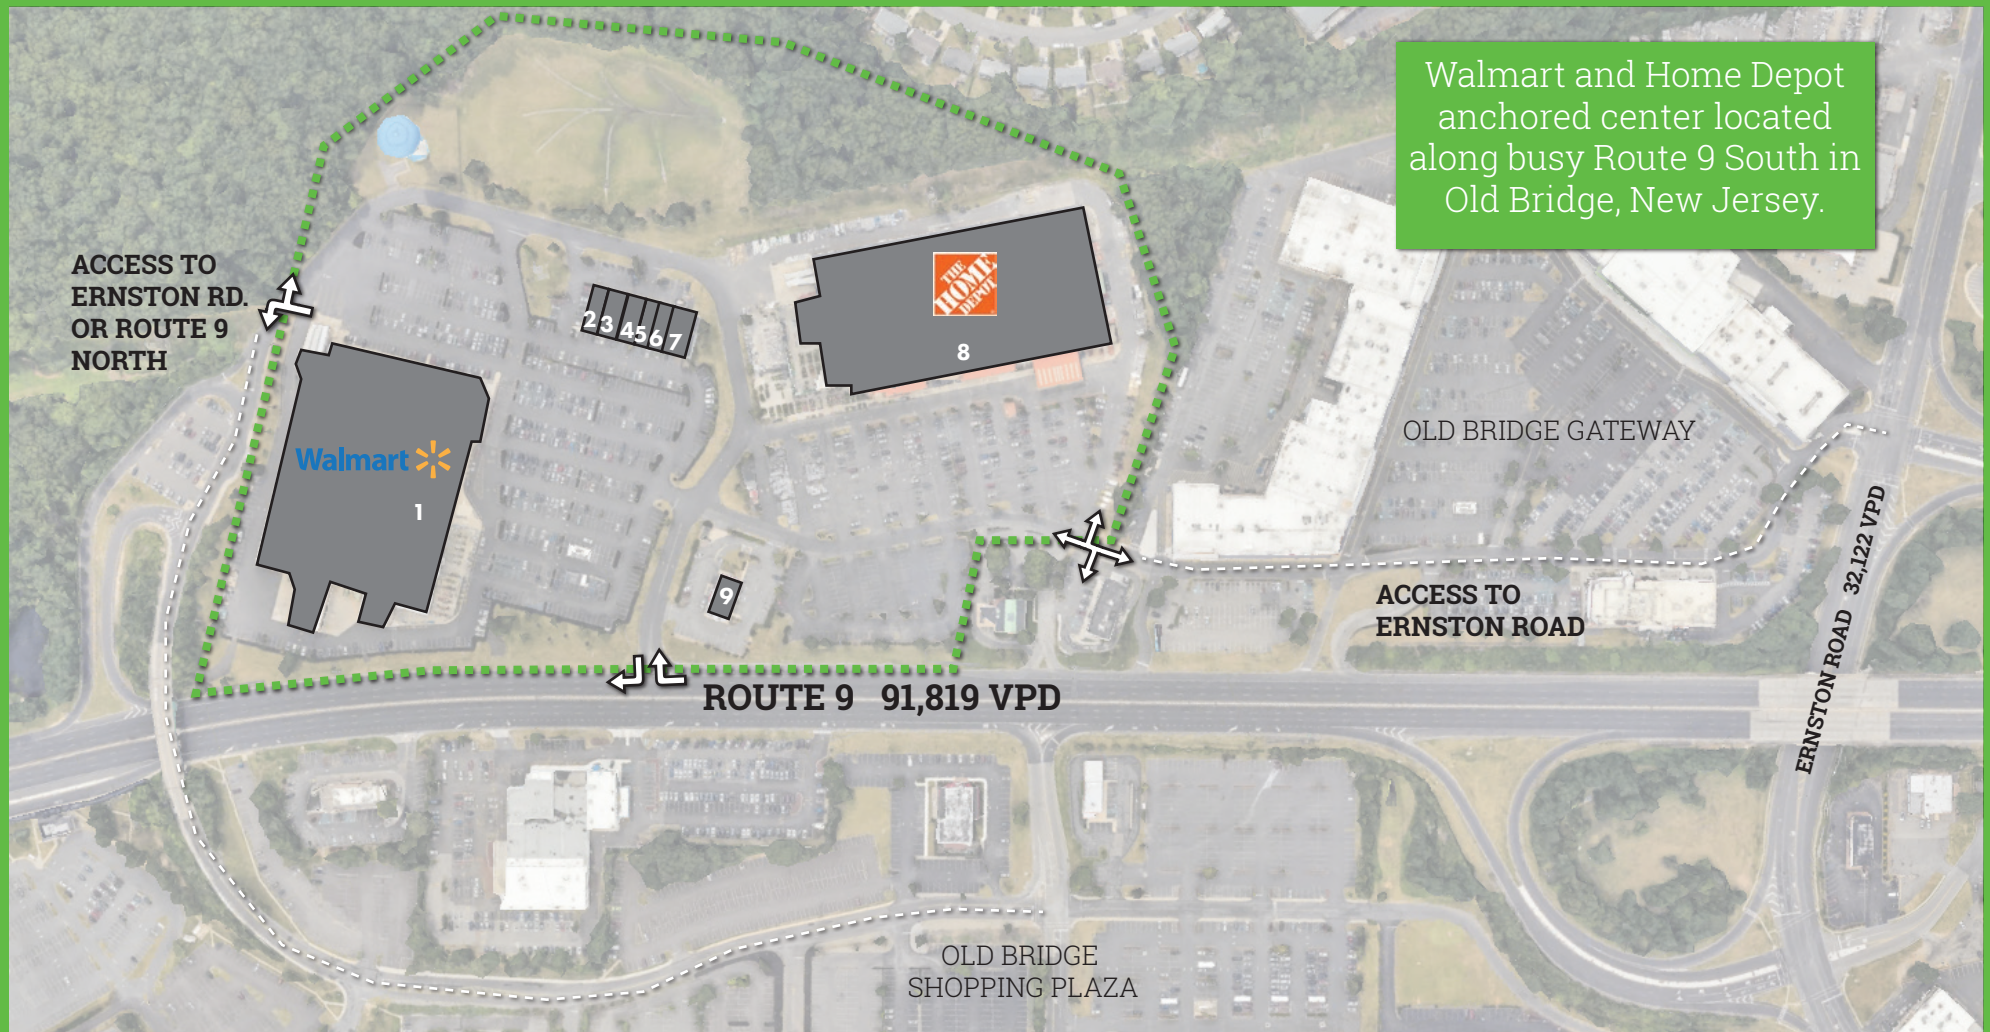 Walmart and Home Depot
anchored center located
along busy Route 9 South in
Old Bridge, New Jersey.
ACCESS TO
ERNSTON RD.
OR ROUTE 9
NORTH
2 3 4 5 6 7
THE
HOME
DEPOT
8
Walmart
1
OLD BRIDGE GATEWAY
9
ACCESS TO
ERNSTON ROAD
ERNSTON ROAD 32,122 VPD
ROUTE 9 91,819 VPD
OLD BRIDGE
SHOPPING PLAZA